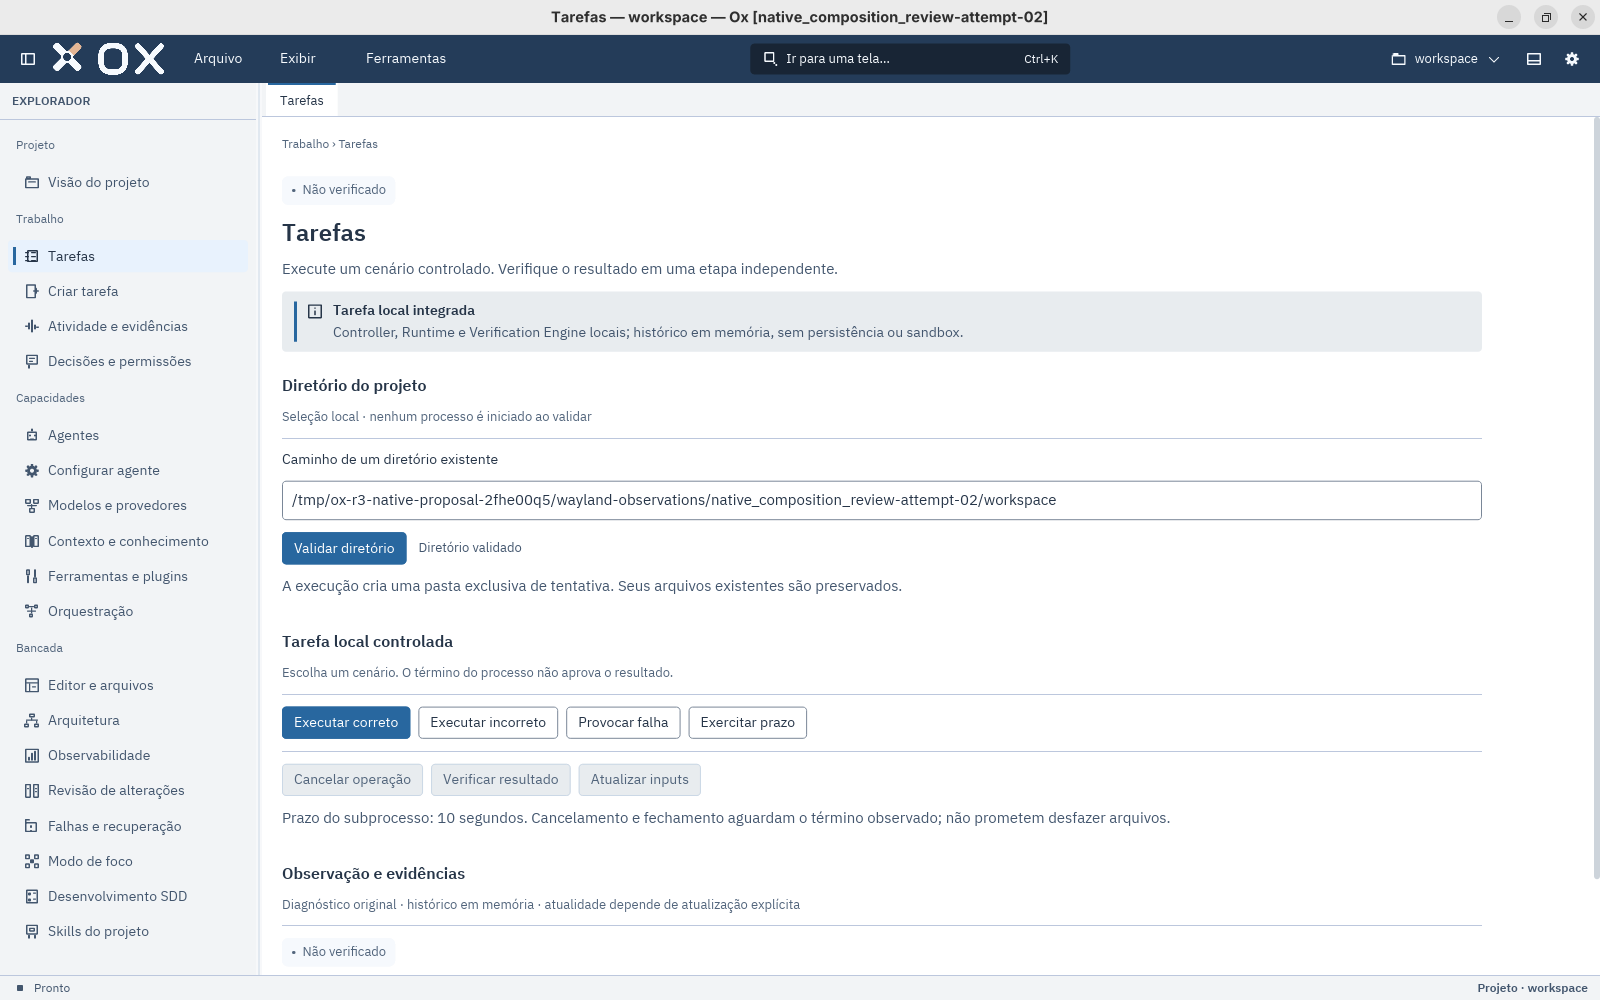 Tarefas — workspace — Ox [native_composition_review-attempt-02]
OX Arquivo Exibir Ferramentas Ir para uma tela... Ctrl+K workspace
EXPLORADOR
Projeto
Visão do projeto
Trabalho
Tarefas
Criar tarefa
Atividade e evidências
Decisões e permissões
Capacidades
Agentes
Configurar agente
Modelos e provedores
Contexto e conhecimento
Ferramentas e plugins
Orquestração
Bancada
Editor e arquivos
Arquitetura
Observabilidade
Revisão de alterações
Falhas e recuperação
Modo de foco
Desenvolvimento SDD
Skills do projeto
Tarefas
Trabalho › Tarefas
• Não verificado
Tarefas
Execute um cenário controlado. Verifique o resultado em uma etapa independente.
Tarefa local integrada
Controller, Runtime e Verification Engine locais; histórico em memória, sem persistência ou sandbox.
Diretório do projeto
Seleção local · nenhum processo é iniciado ao validar
Caminho de um diretório existente
/tmp/ox-r3-native-proposal-2fhe00q5/wayland-observations/native_composition_review-attempt-02/workspace
Validar diretório Diretório validado
A execução cria uma pasta exclusiva de tentativa. Seus arquivos existentes são preservados.
Tarefa local controlada
Escolha um cenário. O término do processo não aprova o resultado.
Executar correto Executar incorreto Provocar falha Exercitar prazo
Cancelar operação Verificar resultado Atualizar inputs
Prazo do subprocesso: 10 segundos. Cancelamento e fechamento aguardam o término observado; não prometem desfazer arquivos.
Observação e evidências
Diagnóstico original · histórico em memória · atualidade depende de atualização explícita
• Não verificado
Pronto
Projeto · workspace